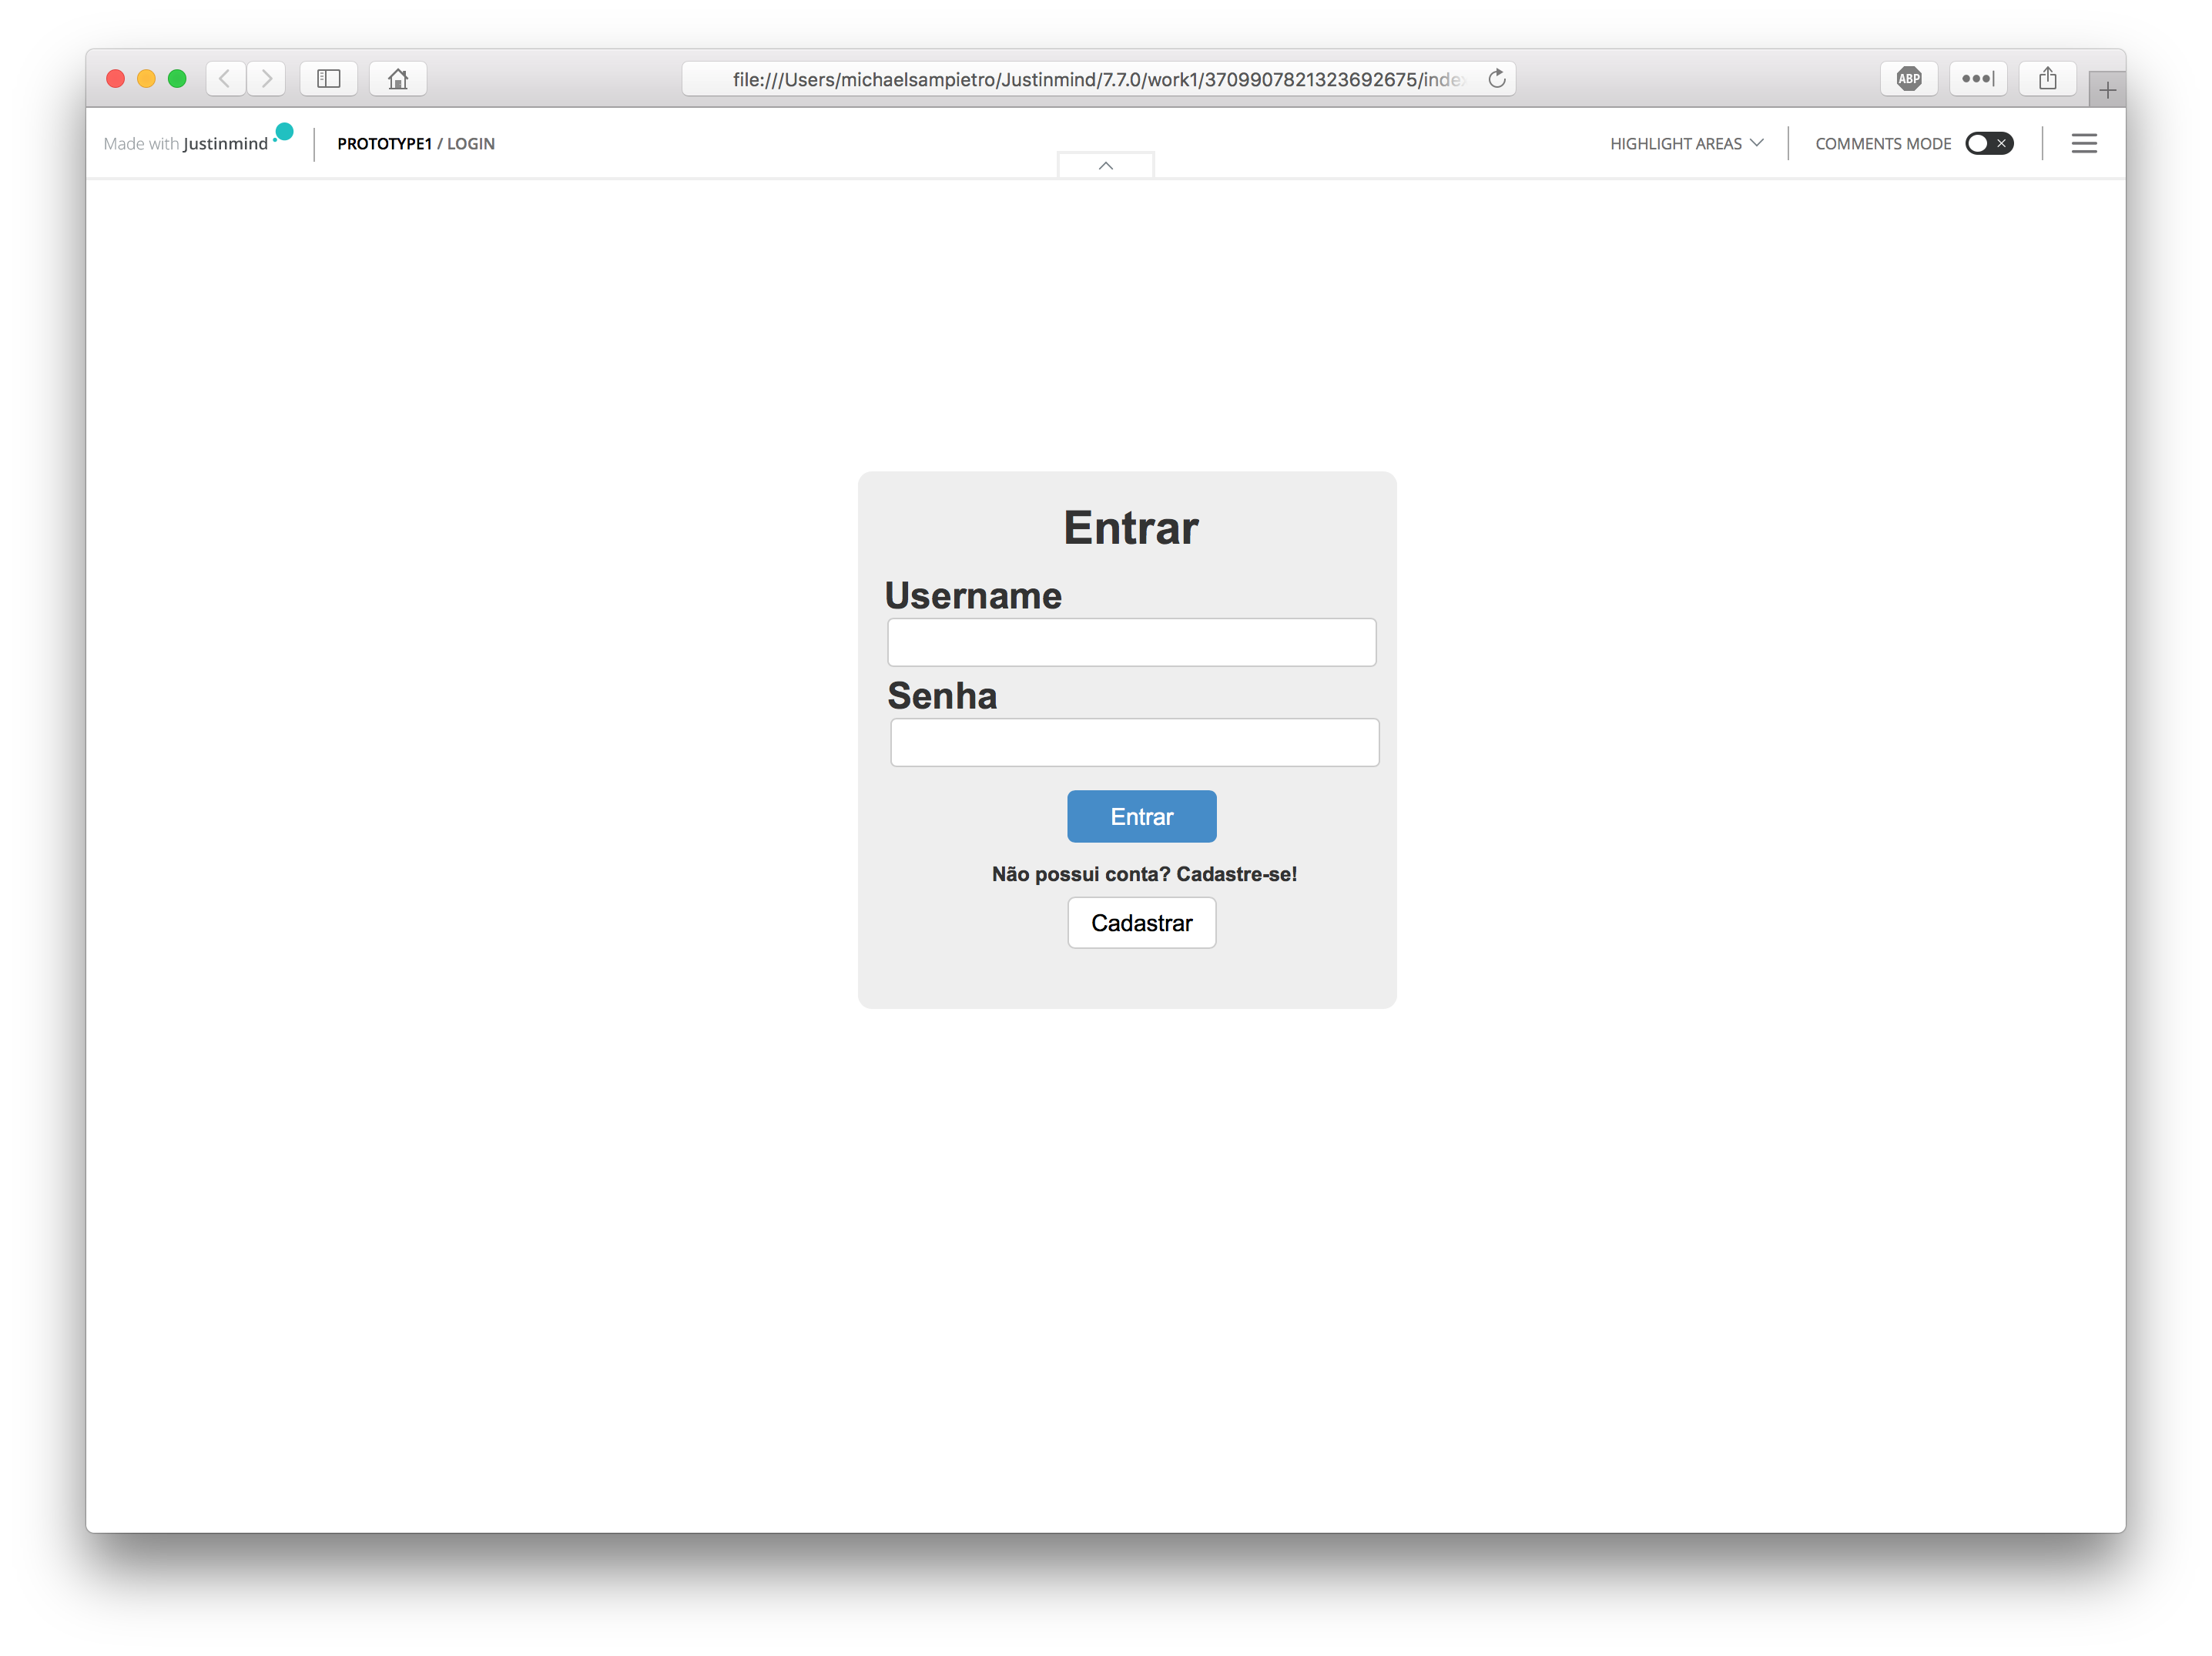 file:///Users/michaelsampietro/Justinmind/7.7.0/work1/3709907821323692675/index
ABP
Made with Justinmind
PROTOTYPE1 / LOGIN
HIGHLIGHT AREAS
COMMENTS MODE
Entrar
Username
Senha
Entrar
Não possui conta? Cadastre-se!
Cadastrar